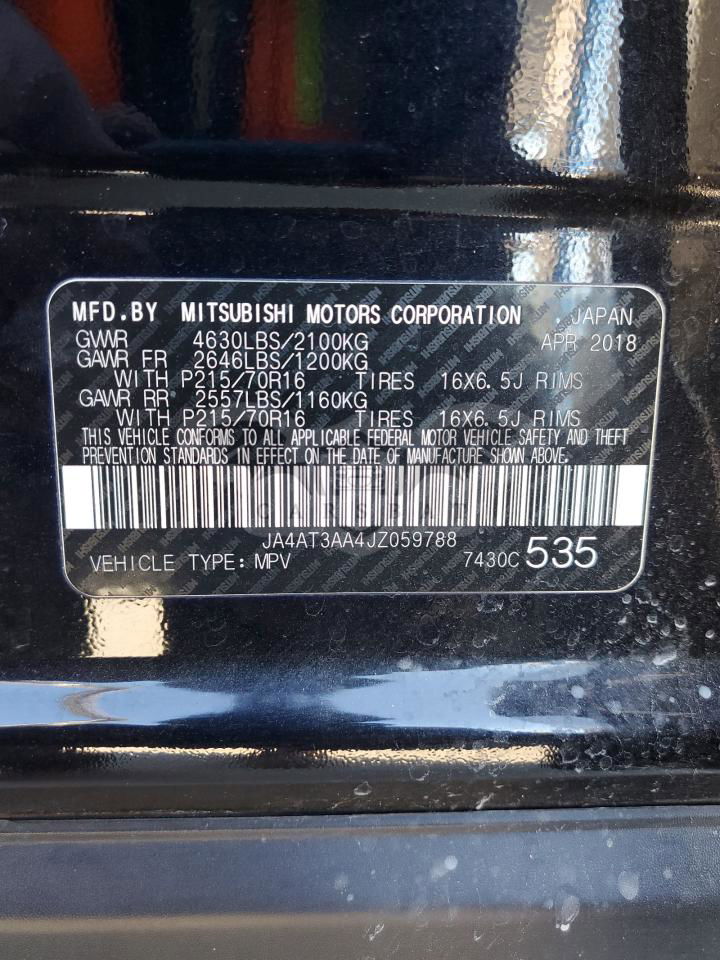 MFD.BY MITSUBISHI MOTORS CORPORATION JAPAN
GVWR 4630LBS/2100KG APR 2018
GAWR FR 2646LBS/1200KG
WITH P215/70R16 TIRES 16X6.5J RIMS
GAWR RR 2557LBS/1160KG
WITH P215/70R16 TIRES 16X6.5J RIMS
THIS VEHICLE CONFORMS TO ALL APPLICABLE FEDERAL MOTOR VEHICLE SAFETY AND THEFT
PREVENTION STANDARDS IN EFFECT ON THE DATE OF MANUFACTURE SHOWN ABOVE.
CARSPAT
JA4AT3AA4JZ059788
VEHICLE TYPE: MPV 7430C 535